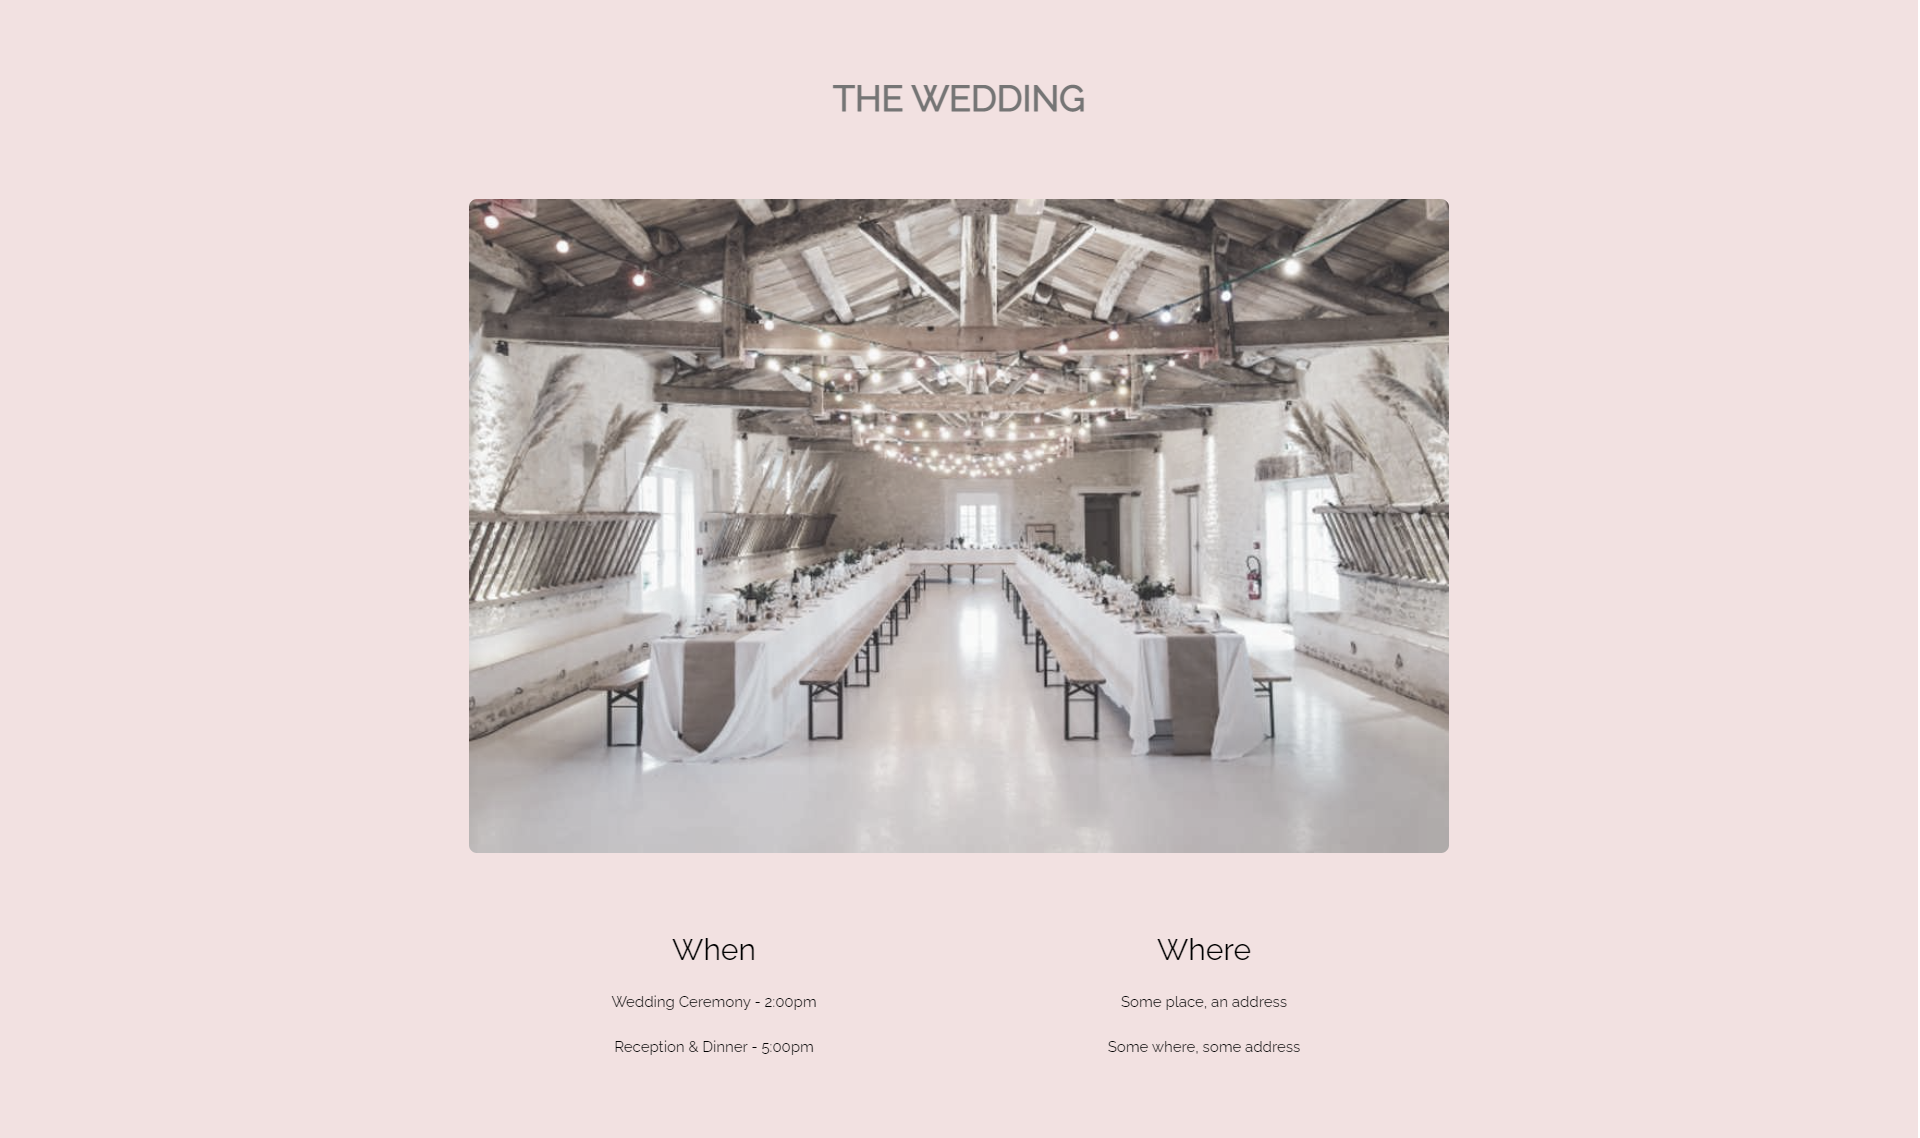 THE WEDDING
When
Wedding Ceremony - 2:00pm
Reception & Dinner - 5:00pm
Where
Some place, an address
Some where, some address